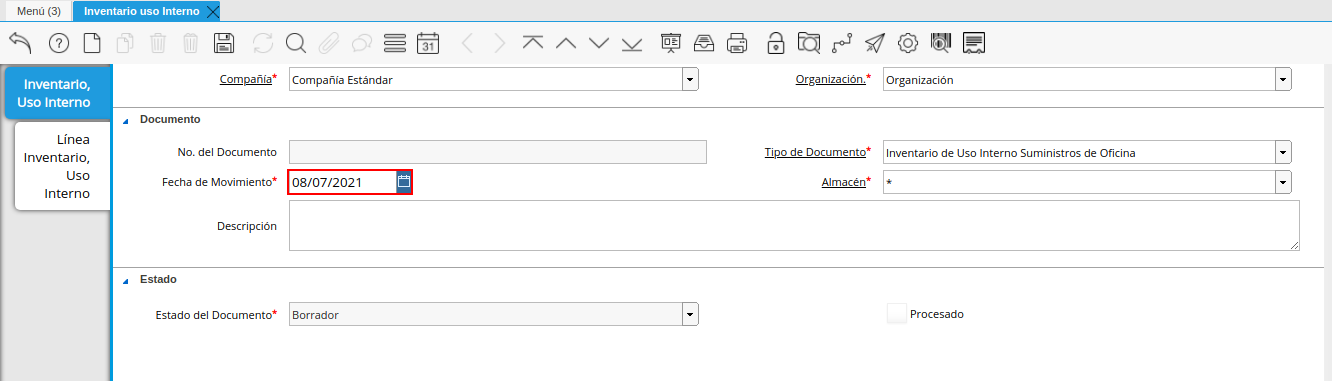 Menú (3)
Inventario uso Interno
31
Inventario,
Uso Interno
Línea
Inventario,
Uso
Interno
Compañía* Compañía Estándar Organización.* Organización
Documento
No. del Documento Tipo de Documento* Inventario de Uso Interno Suministros de Oficina
Fecha de Movimiento* 08/07/2021 Almacén* *
Descripción
Estado
Estado del Documento* Borrador Procesado